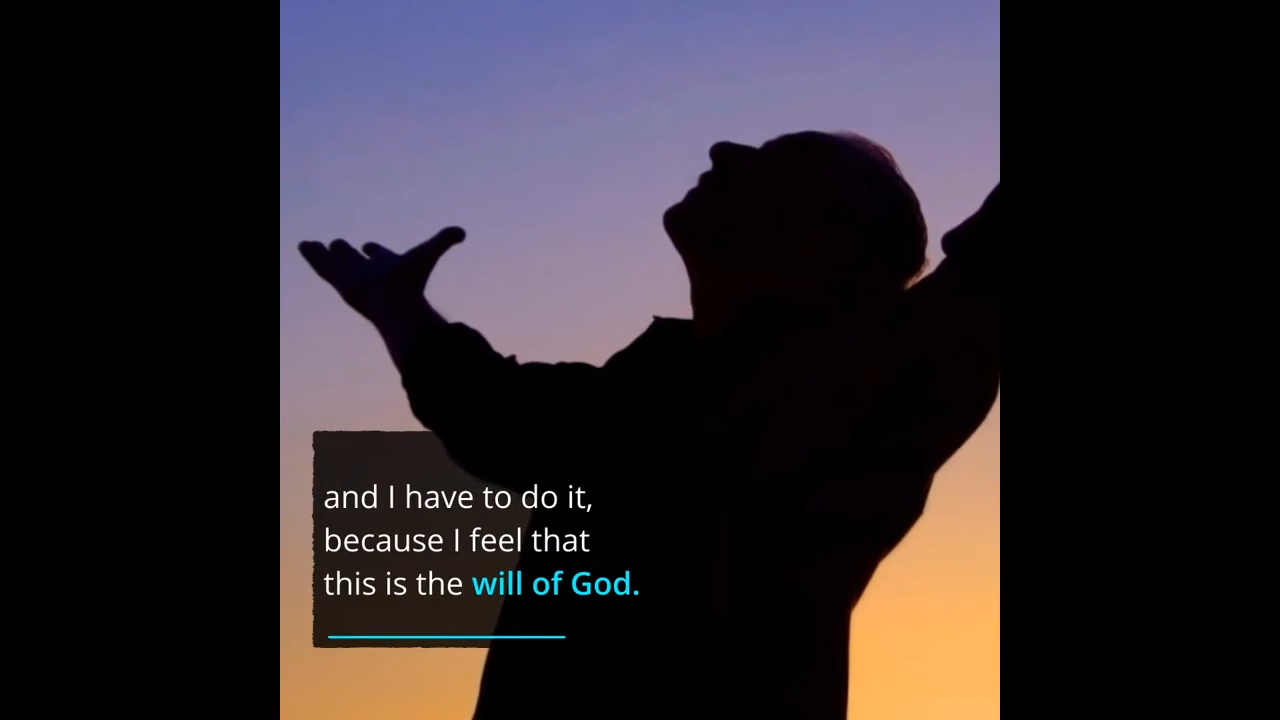 and I have to do it,
because I feel that
this is the will of God.